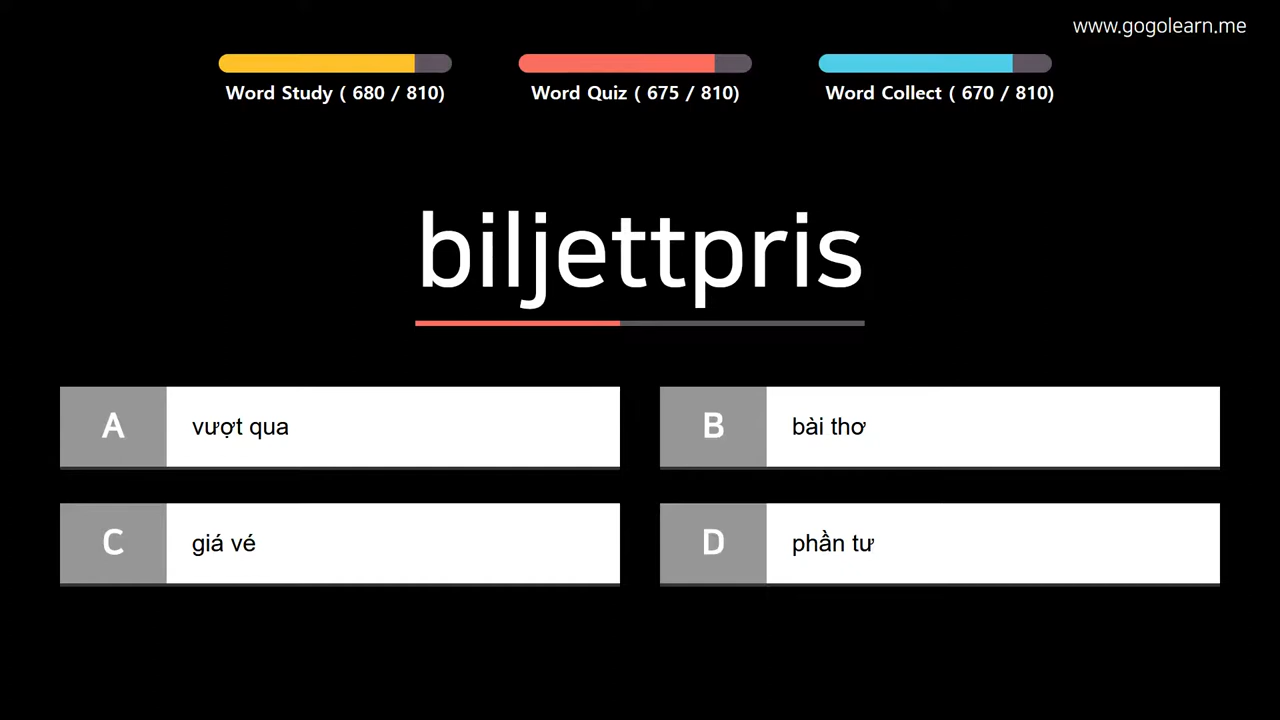 www.gogolearn.me
Word Study ( 680 / 810)
Word Quiz ( 675 / 810)
Word Collect ( 670 / 810)
biljettpris
A vượt qua
B bài thơ
C giá vé
D phần tư